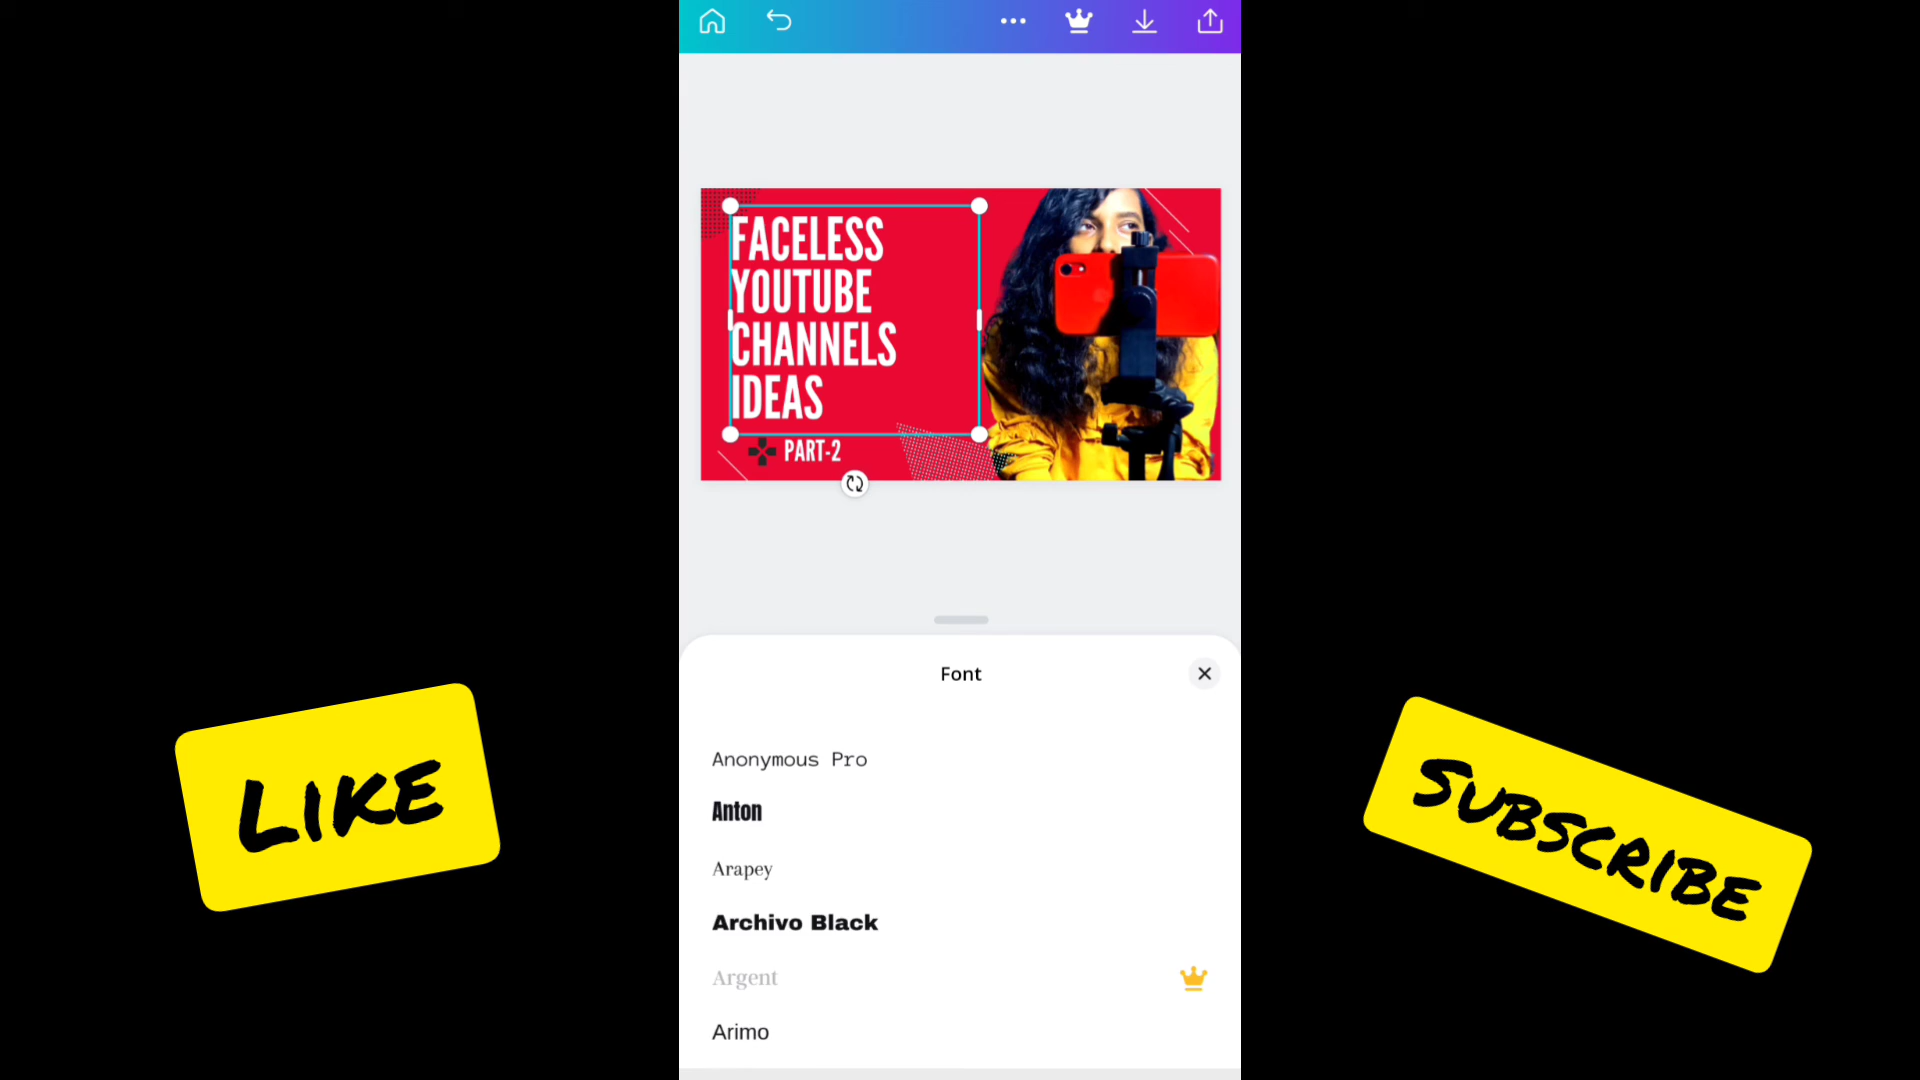 FACELESS
YOUTUBE
CHANNELS
IDEAS
PART-2
Font
Anonymous Pro
Anton
Arapey
Archivo Black
Argent
Arimo
LIKE
SUBSCRIBE